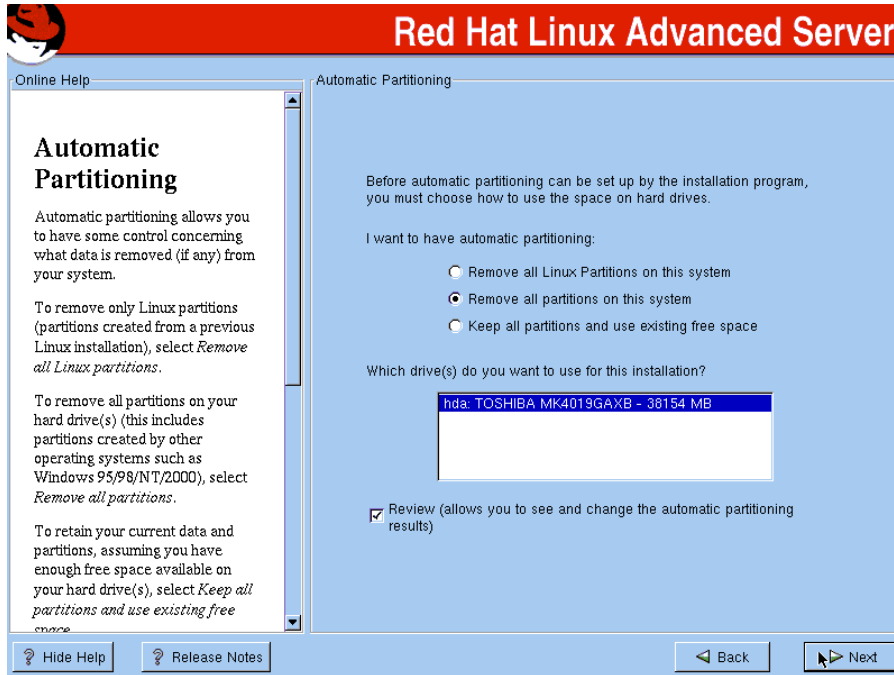 Red Hat Linux Advanced Server
Online Help
Automatic
Partitioning
Automatic partitioning allows you
to have some control concerning
what data is removed (if any) from
your system.
To remove only Linux partitions
(partitions created from a previous
Linux installation), select Remove
all Linux partitions.
To remove all partitions on your
hard drive(s) (this includes
partitions created by other
operating systems such as
Windows 95/98/NT/2000), select
Remove all partitions.
To retain your current data and
partitions, assuming you have
enough free space available on
your hard drive(s), select Keep all
partitions and use existing free
space
Automatic Partitioning
Before automatic partitioning can be set up by the installation program,
you must choose how to use the space on hard drives.
I want to have automatic partitioning:
Remove all Linux Partitions on this system
Remove all partitions on this system
Keep all partitions and use existing free space
Which drive(s) do you want to use for this installation?
hda: TOSHIBA MK4019GAXB - 38154 MB
Review (allows you to see and change the automatic partitioning
results)
Hide Help
Release Notes
Back
Next